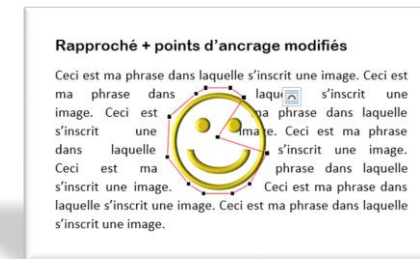 Rapproché + points d'ancrage modifiés
Ceci est ma phrase dans laquelle s'inscrit une image. Ceci est
ma phrase dans laque s'inscrit une
image. Ceci est ma phrase dans laquelle
s'inscrit une image. Ceci est ma phrase
dans laquelle s'inscrit une image.
Ceci est ma phrase dans laquelle
s'inscrit une image. Ceci est ma phrase dans
laquelle s'inscrit une image. Ceci est ma phrase dans laquelle
s'inscrit une image.